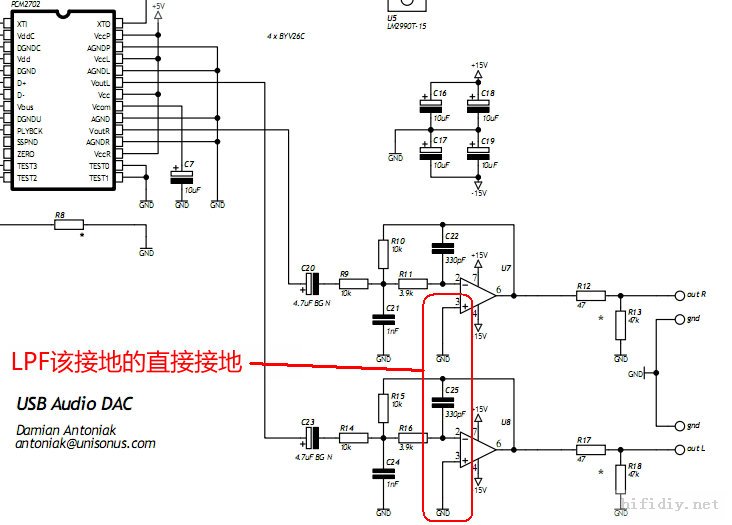 PCM2702
+5V
U5
LM2990T-15
XTI
XTO
VddC
VccP
DGNDC
AGNDP
Vdd
VccL
DGND
AGNDL
D+
VoutL
D-
Vcc
Vbus
Vcom
DGNDU
AGND
PLYBCK
VoutR
SSPND
AGNDR
ZERO
VccR
TEST3
TEST0
TEST2
TEST1
4 x BYV26C
C7
10uF
GND
GND
GND
+15V
C16
10uF
C18
10uF
GND
C17
10uF
C19
10uF
-15V
R8
*
GND
R10
10k
C22
330pF
+15V
U7
C20
4.7uF BG N
R9
10k
R11
3.9k
2
3
7
6
4
15V
C21
1nF
GND
GND
R12
47
*
R13
47k
GND
out R
gnd
GND
LPF该接地的直接接地
USB Audio DAC
Damian Antoniak
antoniak@unisonus.com
R15
10k
C25
330pF
+15V
U8
C23
4.7uF BG N
R14
10k
R16
3.9k
2
3
7
6
4
15V
C24
1nF
GND
GND
R17
47
*
R18
47k
GND
gnd
out L
hifidiy.net